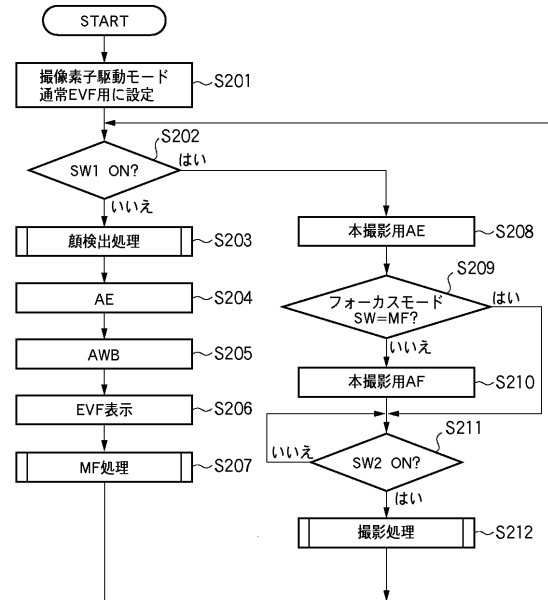 START
撮像素子駆動モード
通常EVF用に設定
S201
S202
SW1 ON?
はい
いいえ
顔検出処理
S203
AE
S204
AWB
S205
EVF表示
S206
MF処理
S207
本撮影用AE
S208
S209
フォーカスモード
SW=MF?
はい
いいえ
本撮影用AF
S210
S211
いいえ
SW2 ON?
はい
撮影処理
S212